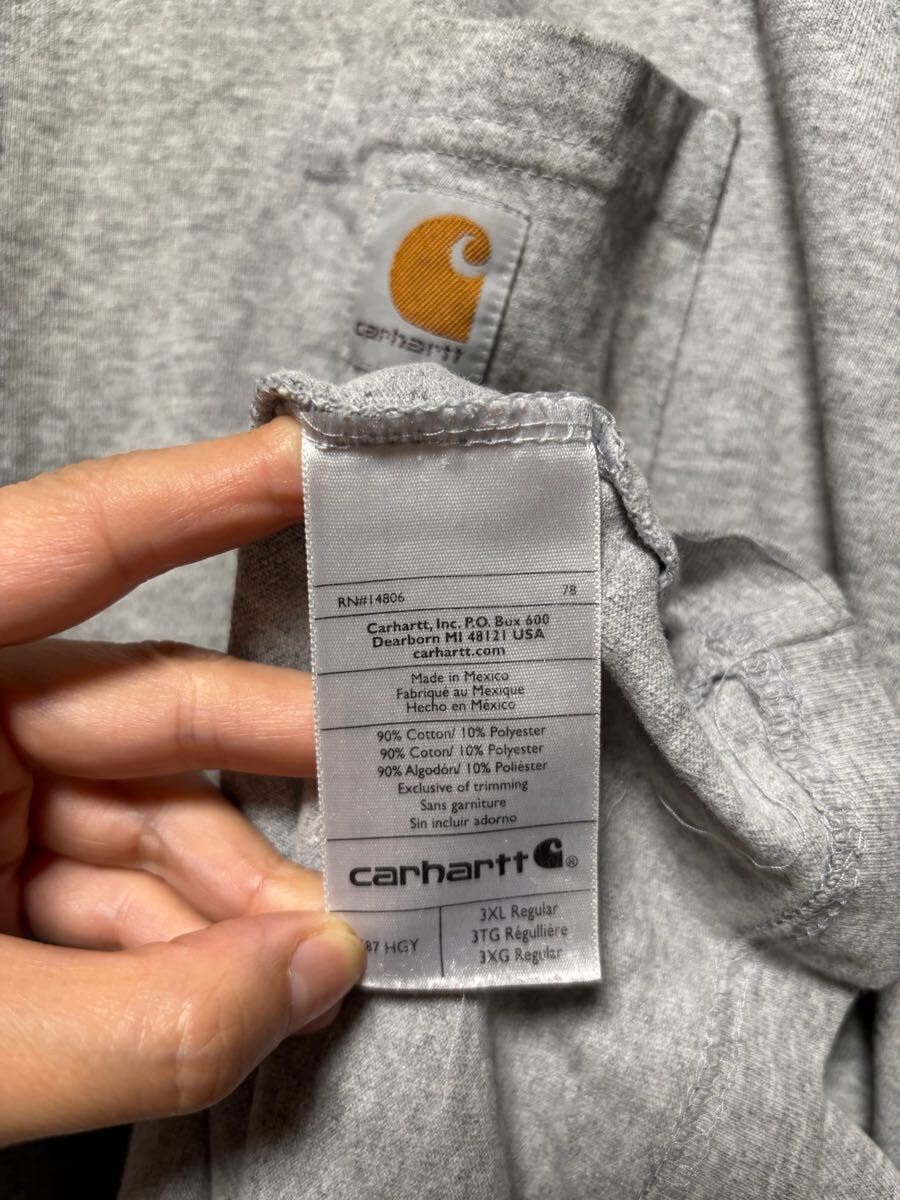 carhartt
RN#14806 78
Carhartt, Inc. P.O. Box 600
Dearborn MI 48121 USA
carhartt.com
Made in Mexico
Fabriqué au Mexique
Hecho en México
90% Cotton/ 10% Polyester
90% Coton/ 10% Polyester
90% Algodón/ 10% Poliéster
Exclusive of trimming
Sans garniture
Sin incluir adorno
carhartt ®
87 HGY
3XL Regular
3TG Régullière
3XG Regular